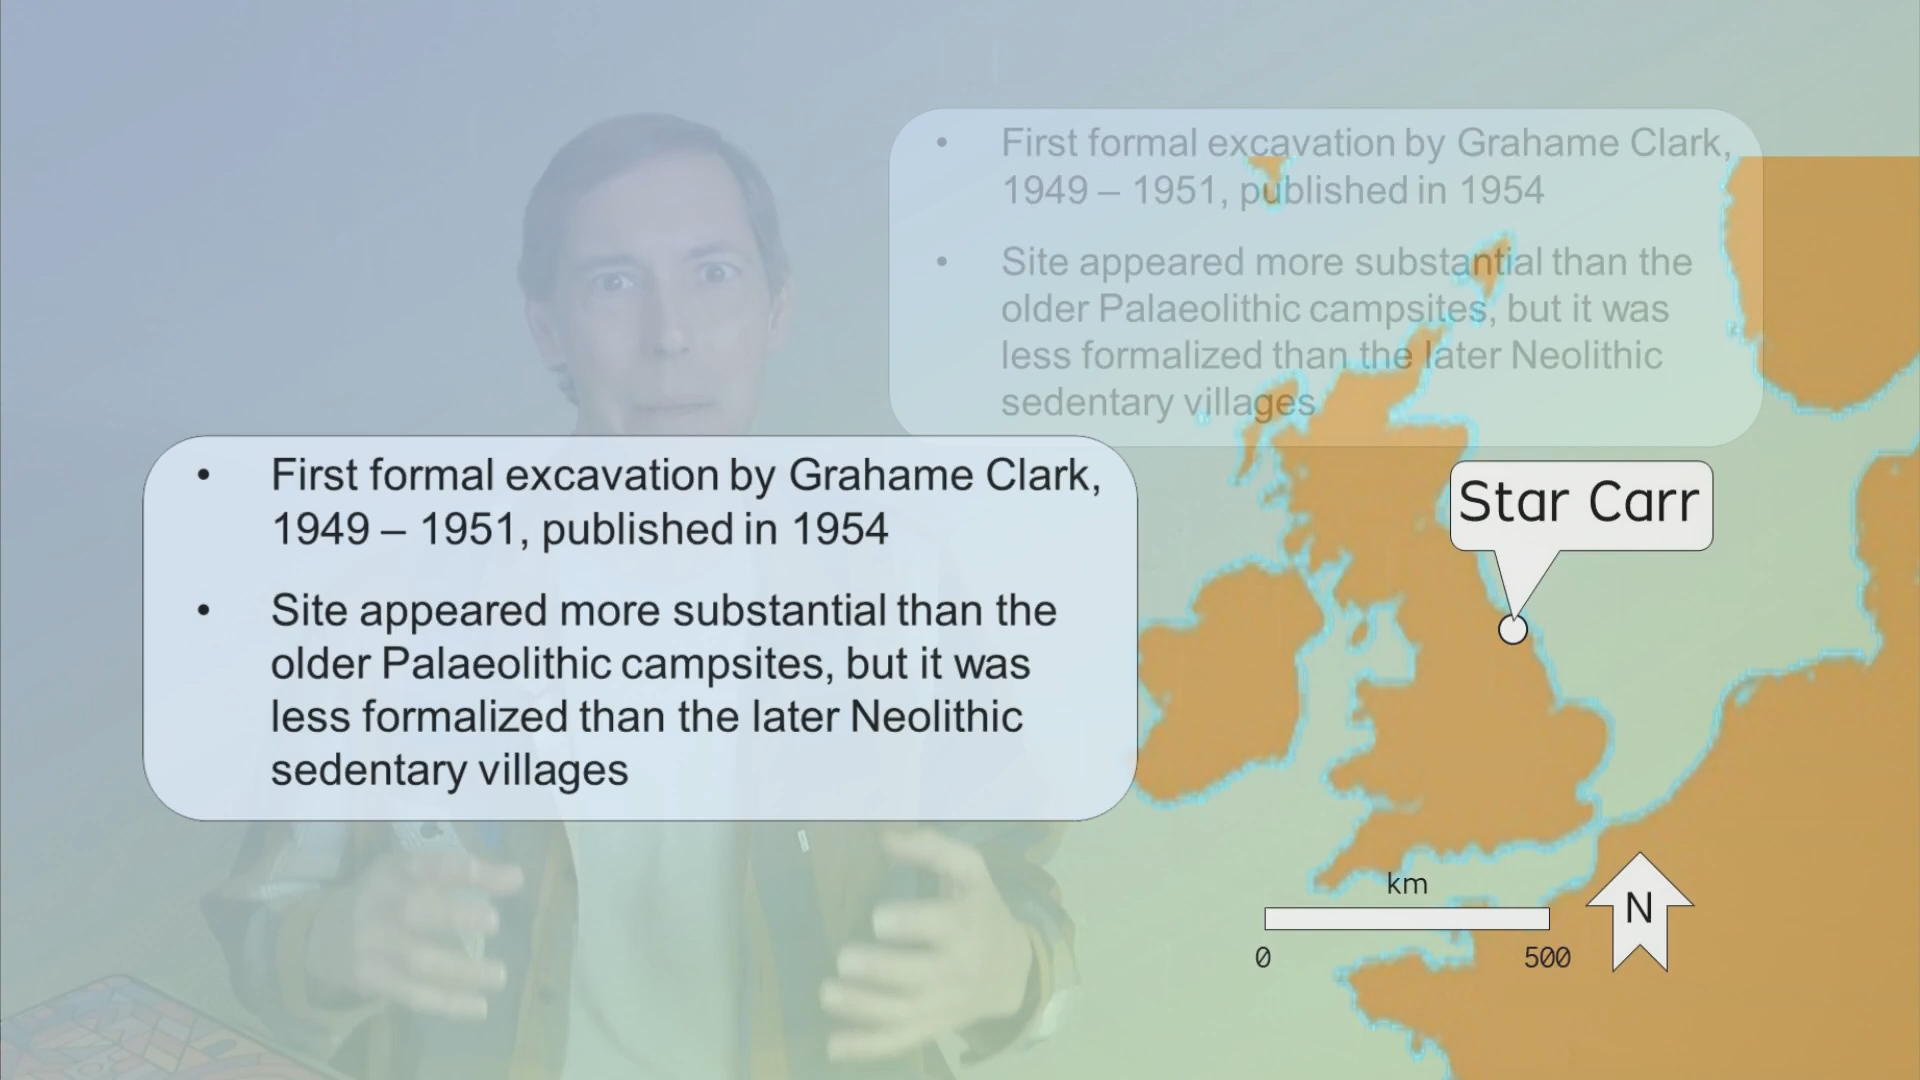 • First formal excavation by Grahame Clark,
1949 – 1951, published in 1954
• Site appeared more substantial than the
older Palaeolithic campsites, but it was
less formalized than the later Neolithic
sedentary villages
• First formal excavation by Grahame Clark,
1949 – 1951, published in 1954
• Site appeared more substantial than the
older Palaeolithic campsites, but it was
less formalized than the later Neolithic
sedentary villages
Star Carr
km
0 500
N